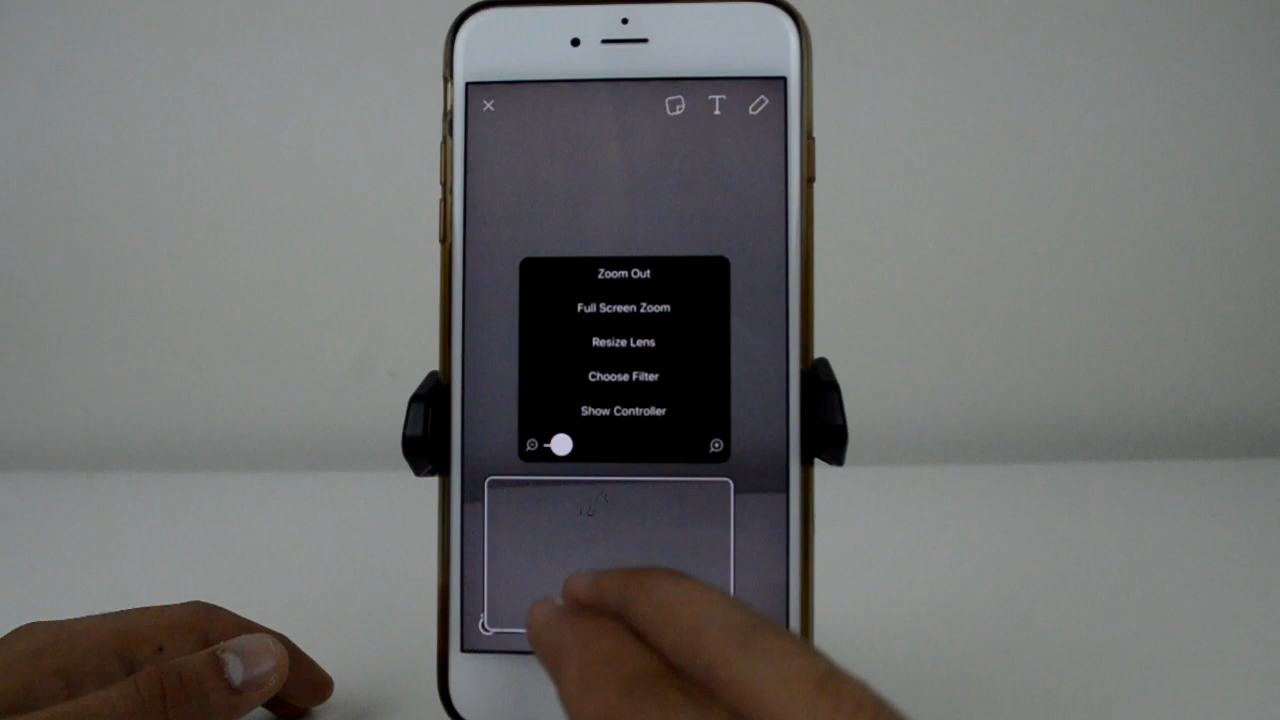 T
Zoom Out
Full Screen Zoom
Resize Lens
Choose Filter
Show Controller